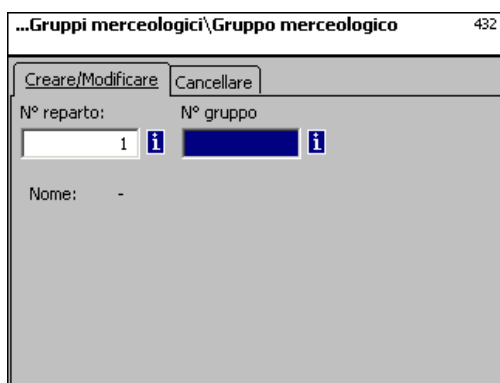 ...Gruppi merceologici\Gruppo merceologico 432
Creare/Modificare Cancellare
N° reparto: N° gruppo
1 i i
Nome: -